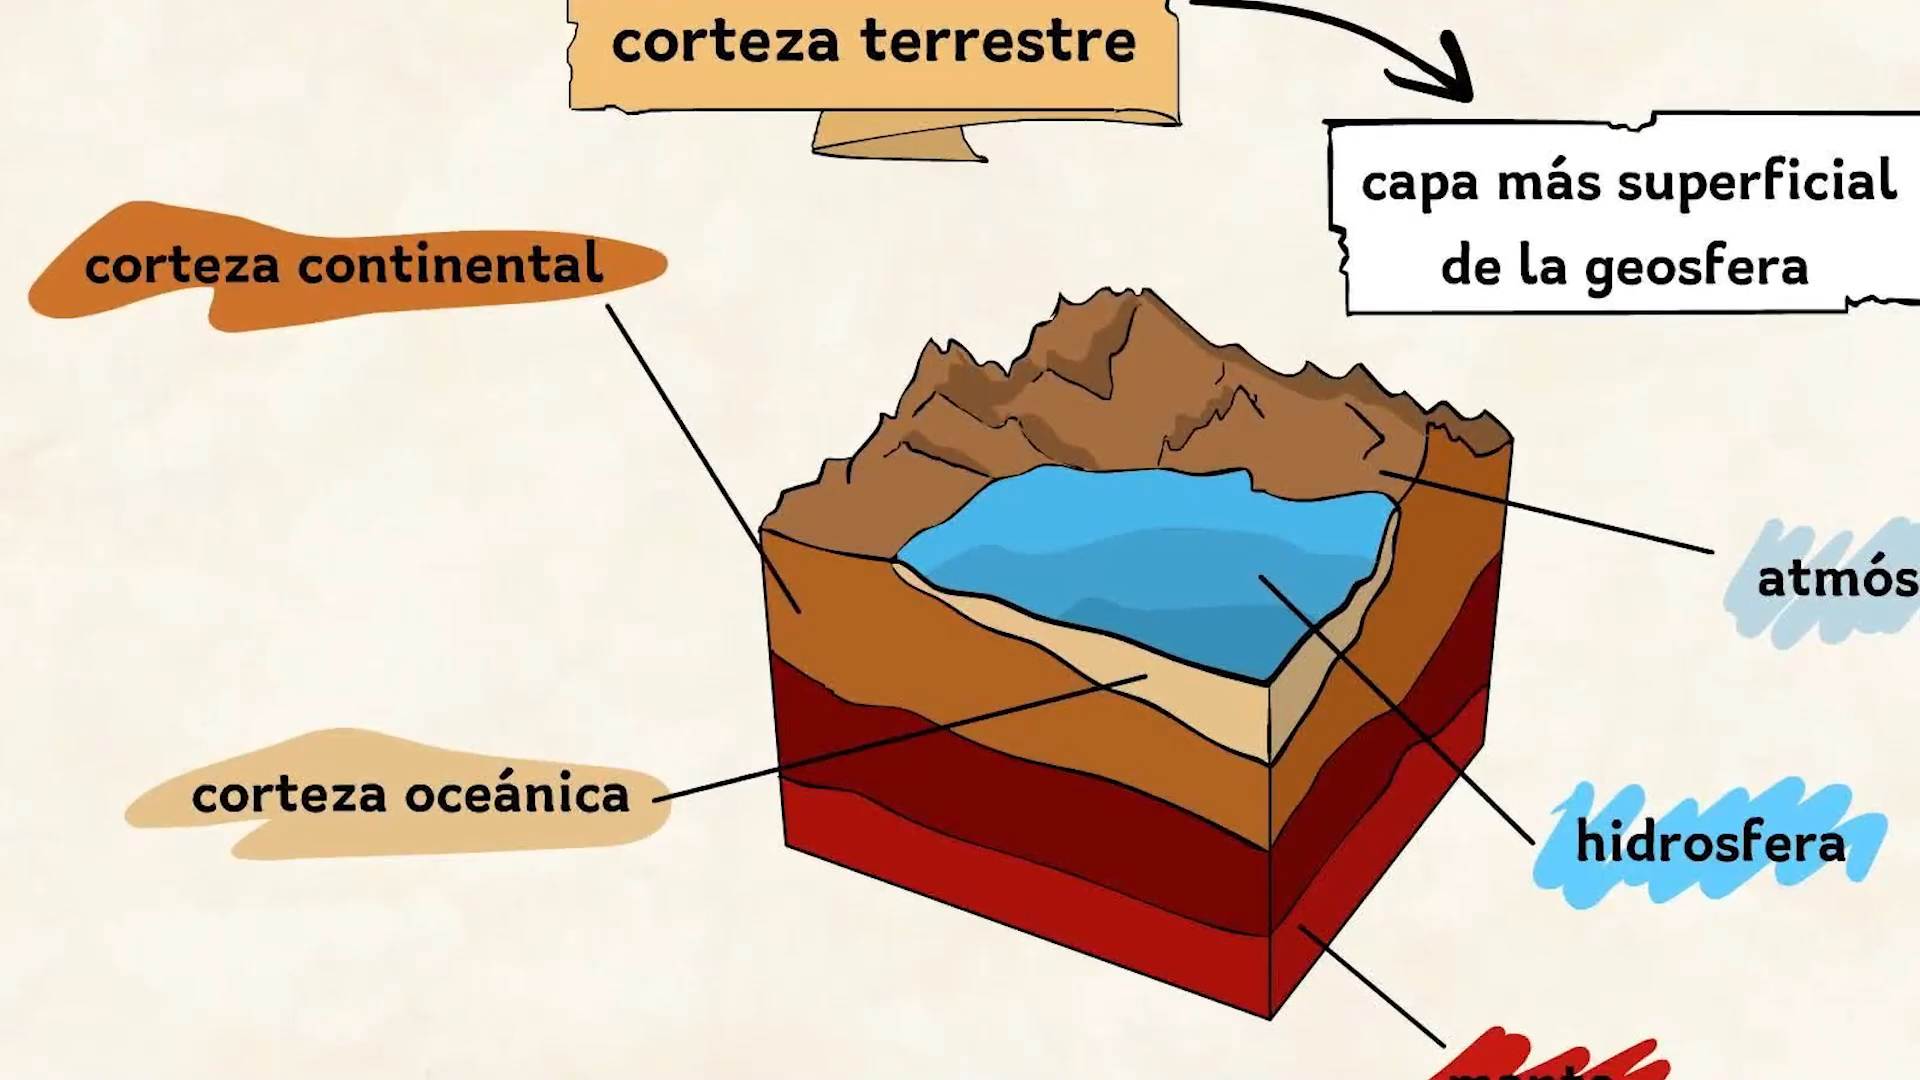 corteza terrestre
capa más superficial
de la geosfera
corteza continental
atmós
corteza oceánica
hidrosfera